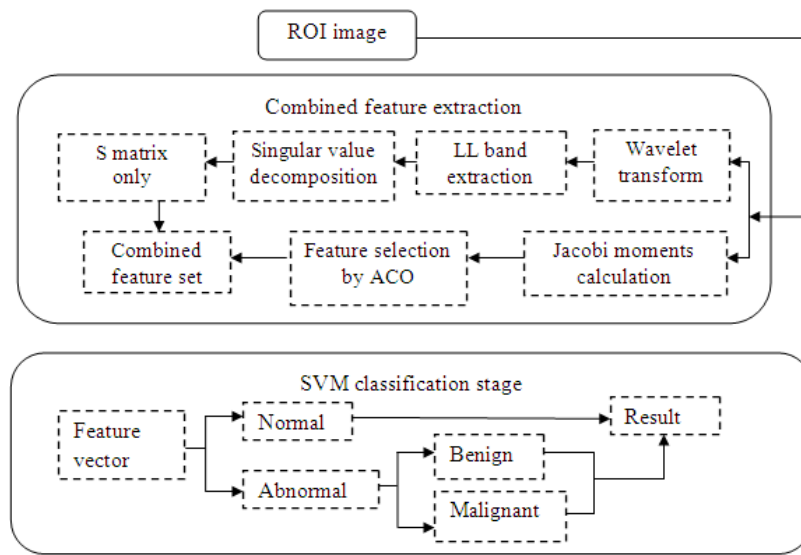 ROI image
Combined feature extraction
S matrix
only
Singular value
decomposition
LL band
extraction
Wavelet
transform
Combined
feature set
Feature selection
by ACO
Jacobi moments
calculation
SVM classification stage
Feature
vector
Normal
Abnormal
Benign
Malignant
Result